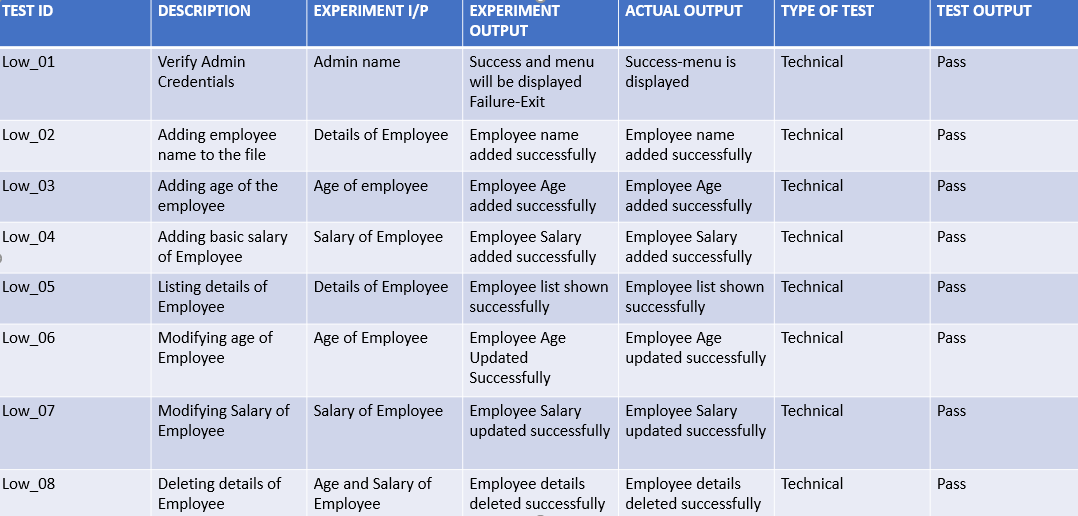 TEST ID DESCRIPTION EXPERIMENT I/P EXPERIMENT OUTPUT ACTUAL OUTPUT TYPE OF TEST TEST OUTPUT
Low_01 Verify Admin Credentials Admin name Success and menu will be displayed Failure-Exit Success-menu is displayed Technical Pass
Low_02 Adding employee name to the file Details of Employee Employee name added successfully Employee name added successfully Technical Pass
Low_03 Adding age of the employee Age of employee Employee Age added successfully Employee Age added successfully Technical Pass
Low_04 Adding basic salary of Employee Salary of Employee Employee Salary added successfully Employee Salary added successfully Technical Pass
Low_05 Listing details of Employee Details of Employee Employee list shown successfully Employee list shown successfully Technical Pass
Low_06 Modifying age of Employee Age of Employee Employee Age Updated Successfully Employee Age updated successfully Technical Pass
Low_07 Modifying Salary of Employee Salary of Employee Employee Salary updated successfully Employee Salary updated successfully Technical Pass
Low_08 Deleting details of Employee Age and Salary of Employee Employee details deleted successfully Employee details deleted successfully Technical Pass